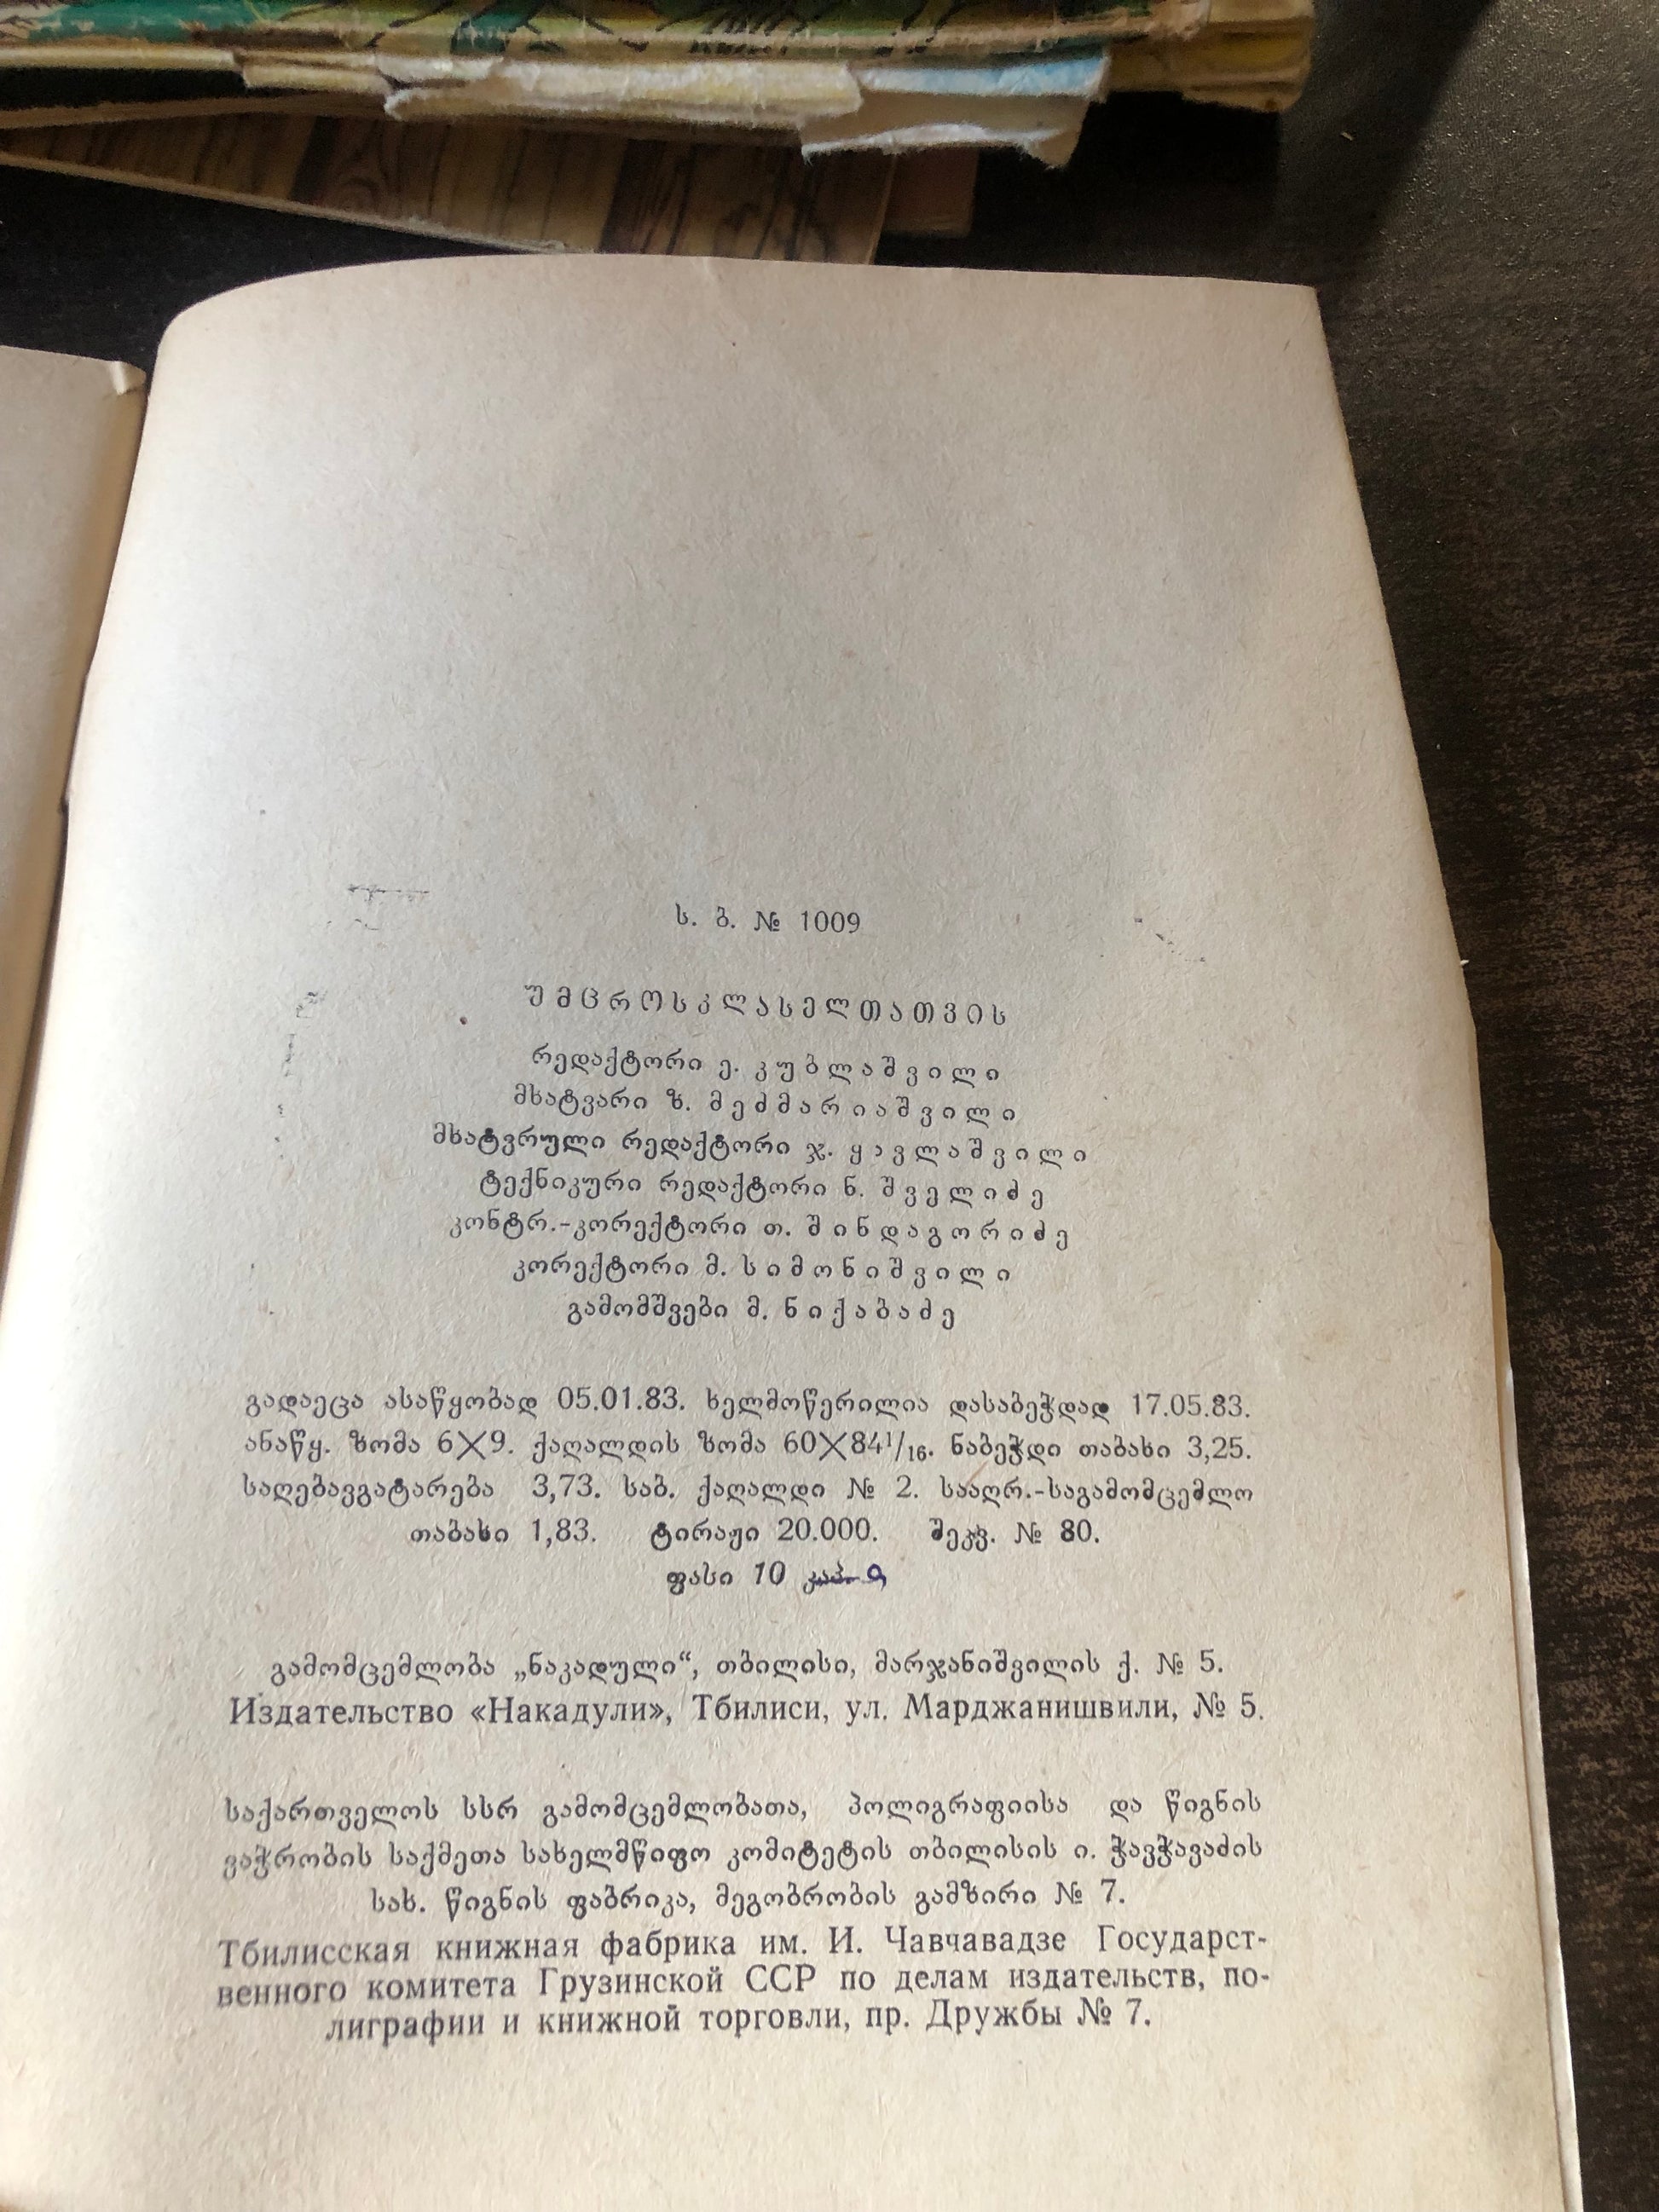 ს. ბ. № 1009
უმცროსკლასელთათვის
რედაქტორი ე. კუბლაშვილი
მხატვარი ზ. მეძმარიაშვილი
მხატვრული რედაქტორი ჯ. ყავლაშვილი
ტექნიკური რედაქტორი ნ. შველიძე
კონტრ.-კორექტორი თ. შინდაგორიძე
კორექტორი მ. სიმონიშვილი
გამომშვები მ. ნიქაბაძე
გადაეცა ასაწყობად 05.01.83. ხელმოწერილია დასაბეჭდად 17.05.83.
ანაწყ. ზომა 6X9. ქაღალდის ზომა 60X84¹/₁₆. ნაბეჭდი თაბახი 3,25.
საღებავგატარება 3,73. საბ. ქაღალდი № 2. სააღრ.-საგამომცემლო
თაბახი 1,83. ტირაჟი 20.000. შეკვ. № 80.
ფასი 10 კაპ.
გამომცემლობა „ნაკადული“, თბილისი, მარჯანიშვილის ქ. № 5.
Издательство «Накадули», Тбилиси, ул. Марджанишвили, № 5.
საქართველოს სსრ გამომცემლობათა, პოლიგრაფიისა და წიგნის
ვაჭრობის საქმეთა სახელმწიფო კომიტეტის თბილისის ი. ჭავჭავაძის
სახ. წიგნის ფაბრიკა, მეგობრობის გამზირი № 7.
Тбилисская книжная фабрика им. И. Чавчавадзе Государст-
венного комитета Грузинской ССР по делам издательств, по-
лиграфии и книжной торговли, пр. Дружбы № 7.